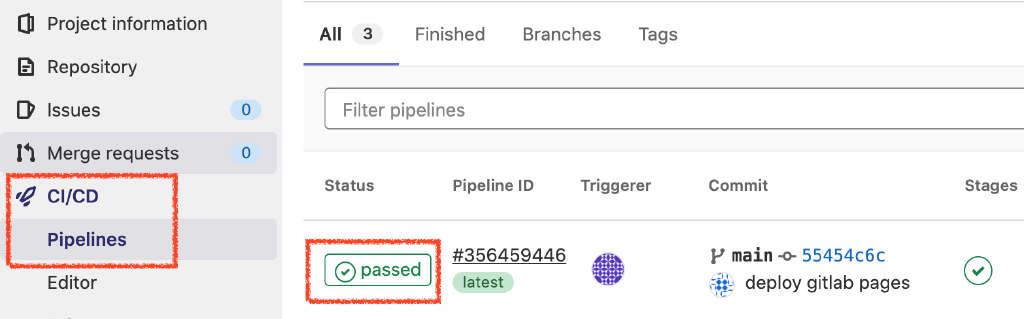 Project information
Repository
Issues 0
Merge requests 0
CI/CD
Pipelines
Editor
All 3 Finished Branches Tags
Filter pipelines
Status Pipeline ID Triggerer Commit Stages
passed #356459446 main 55454c6c
latest deploy gitlab pages